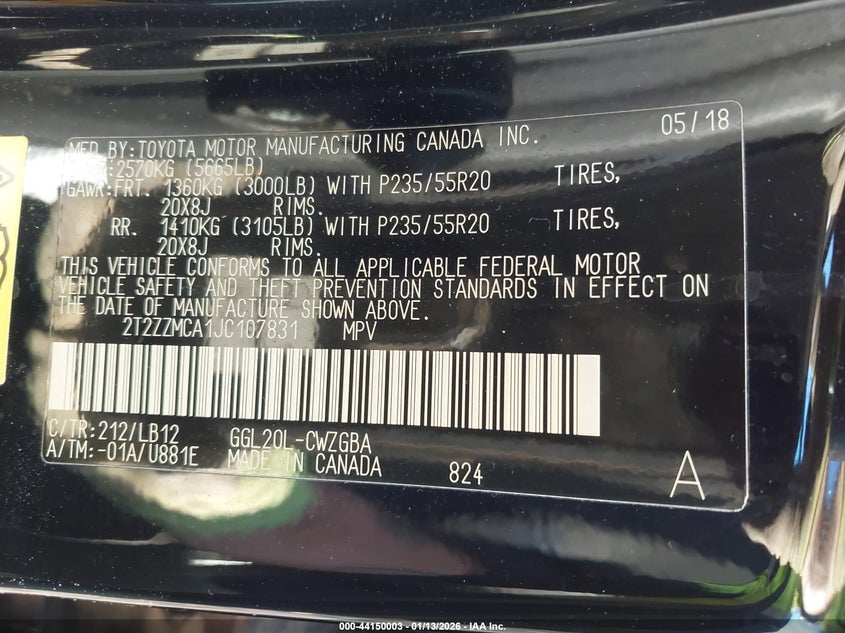 MFD BY:TOYOTA MOTOR MANUFACTURING CANADA INC. 05/18
:2570KG (5665LB)
GAWR:FRT. 1360KG (3000LB) WITH P235/55R20 TIRES,
20X8J RIMS.
RR. 1410KG (3105LB) WITH P235/55R20 TIRES,
20X8J RIMS.
THIS VEHICLE CONFORMS TO ALL APPLICABLE FEDERAL MOTOR
VEHICLE SAFETY AND THEFT PREVENTION STANDARDS IN EFFECT ON
THE DATE OF MANUFACTURE SHOWN ABOVE.
2T2ZZMCA1JC107831 MPV
C/TR:212/LB12 GGL20L-CWZGBA
A/TM:-01A/U881E MADE IN CANADA 824 A
000-44150003 - 01/13/2026 - IAA Inc.